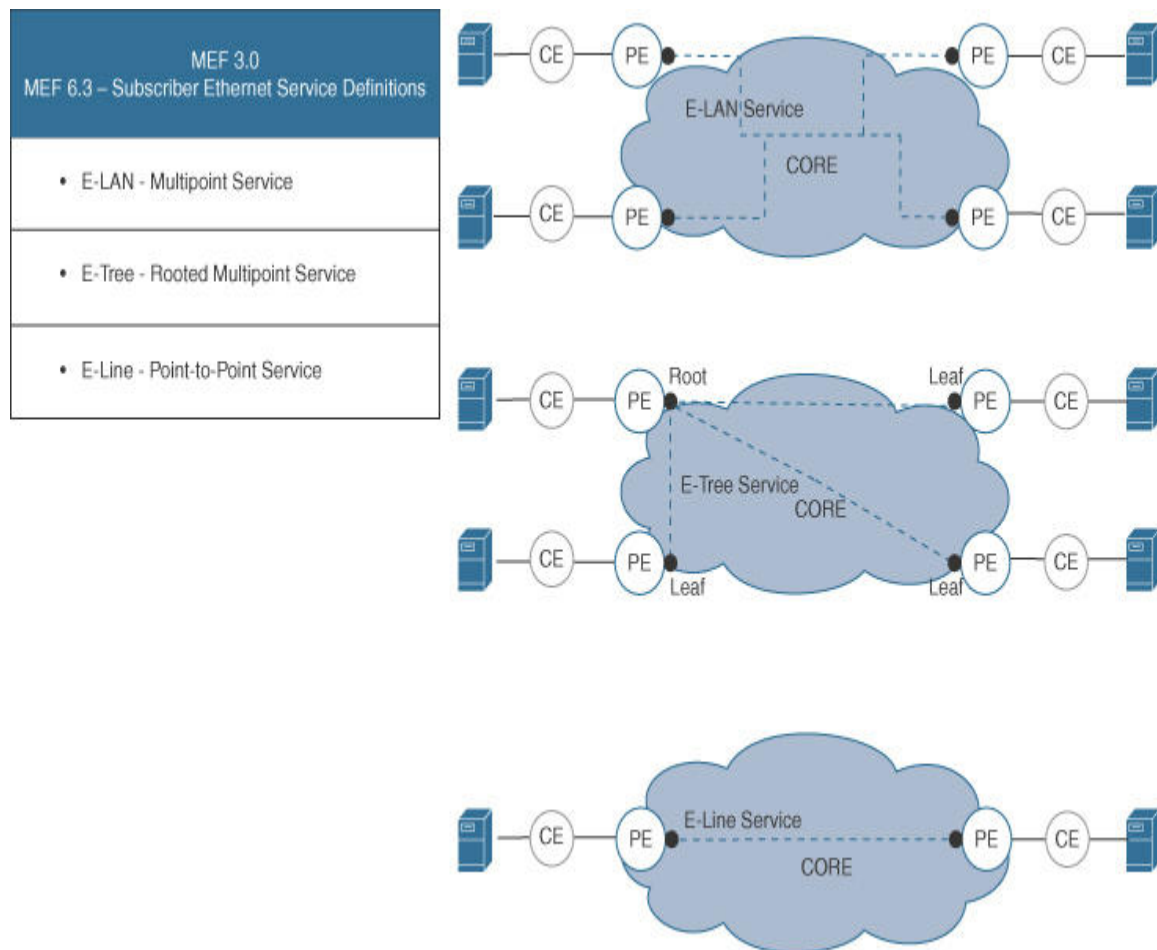 MEF 3.0
MEF 6.3 – Subscriber Ethernet Service Definitions
• E-LAN - Multipoint Service
• E-Tree - Rooted Multipoint Service
• E-Line - Point-to-Point Service
CE PE PE CE
E-LAN Service
CORE
CE PE PE CE
Root Leaf
CE PE PE CE
E-Tree Service
CORE
CE PE PE CE
Leaf Leaf
E-Line Service
CE PE PE CE
CORE